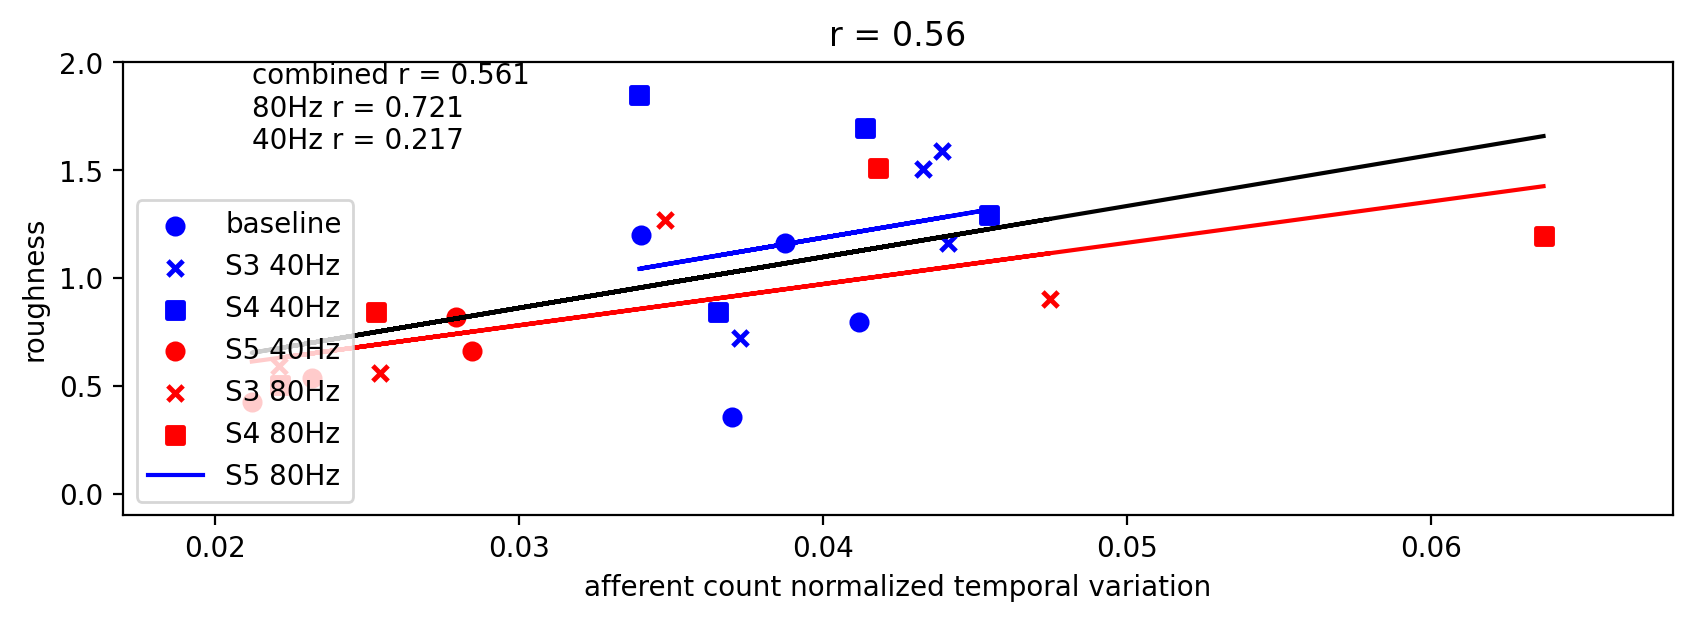 r = 0.56
combined r = 0.561
80Hz r = 0.721
40Hz r = 0.217
baseline
S3 40Hz
S4 40Hz
S5 40Hz
S3 80Hz
S4 80Hz
S5 80Hz
roughness
2.0
1.5
1.0
0.5
0.0
0.02 0.03 0.04 0.05 0.06
afferent count normalized temporal variation